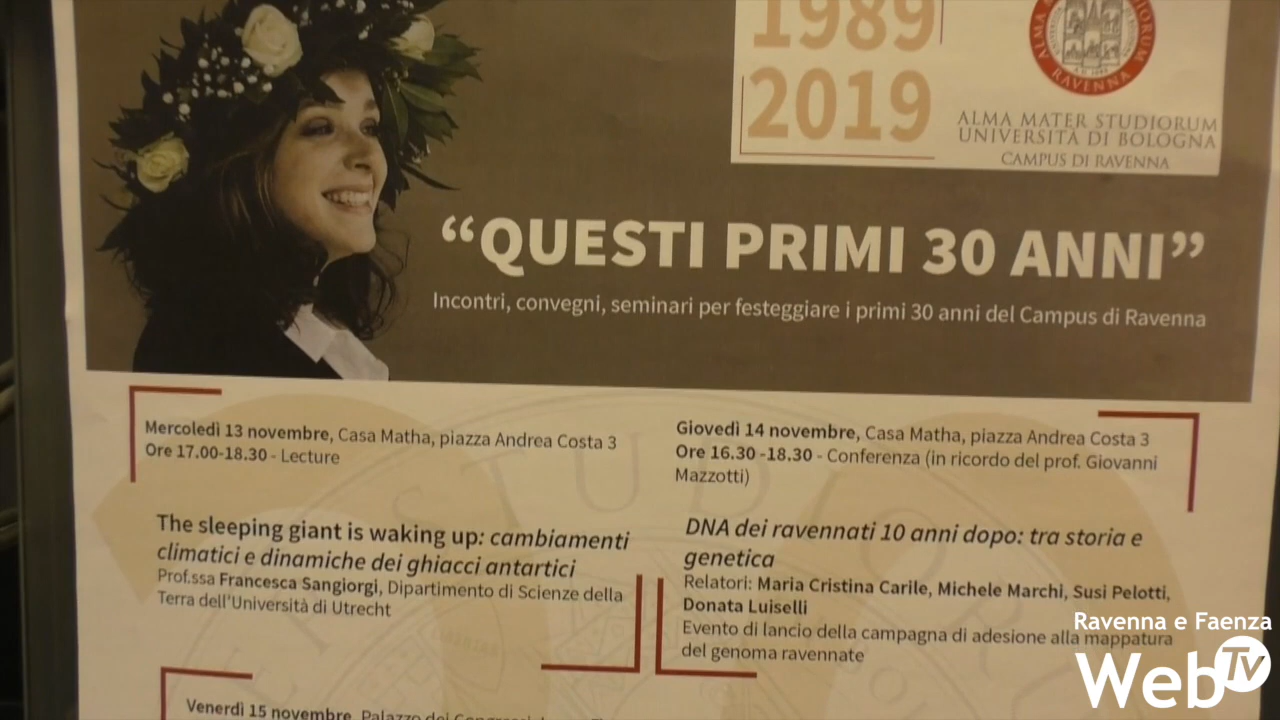 1989
2019
ALMA MATER STUDIORUM
UNIVERSITÀ DI BOLOGNA
CAMPUS DI RAVENNA
RAVENNA
“QUESTI PRIMI 30 ANNI”
Incontri, convegni, seminari per festeggiare i primi 30 anni del Campus di Ravenna
Mercoledì 13 novembre, Casa Matha, piazza Andrea Costa 3
Ore 17.00-18.30 - Lecture
The sleeping giant is waking up: cambiamenti
climatici e dinamiche dei ghiacci antartici
Prof.ssa Francesca Sangiorgi, Dipartimento di Scienze della
Terra dell'Università di Utrecht
Giovedì 14 novembre, Casa Matha, piazza Andrea Costa 3
Ore 16.30 -18.30 - Conferenza (in ricordo del prof. Giovanni
Mazzotti)
DNA dei ravennati 10 anni dopo: tra storia e
genetica
Relatori: Maria Cristina Carile, Michele Marchi, Susi Pelotti,
Donata Luiselli
Evento di lancio della campagna di adesione alla mappatura
del genoma ravennate
Venerdì 15 novembre, Palazzo dei
Ravenna e Faenza
WebTv